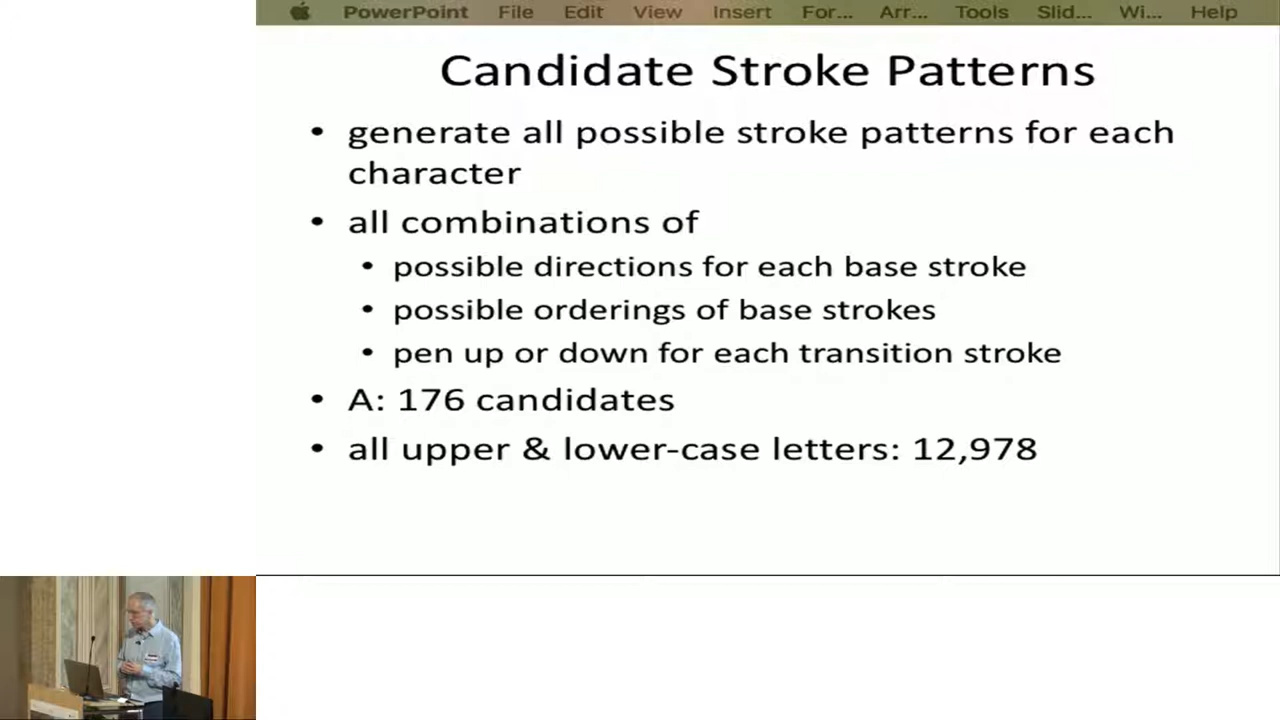 PowerPoint File Edit View Insert For... Arr... Tools Slid... Wi... Help
Candidate Stroke Patterns
• generate all possible stroke patterns for each
character
• all combinations of
• possible directions for each base stroke
• possible orderings of base strokes
• pen up or down for each transition stroke
• A: 176 candidates
• all upper & lower-case letters: 12,978